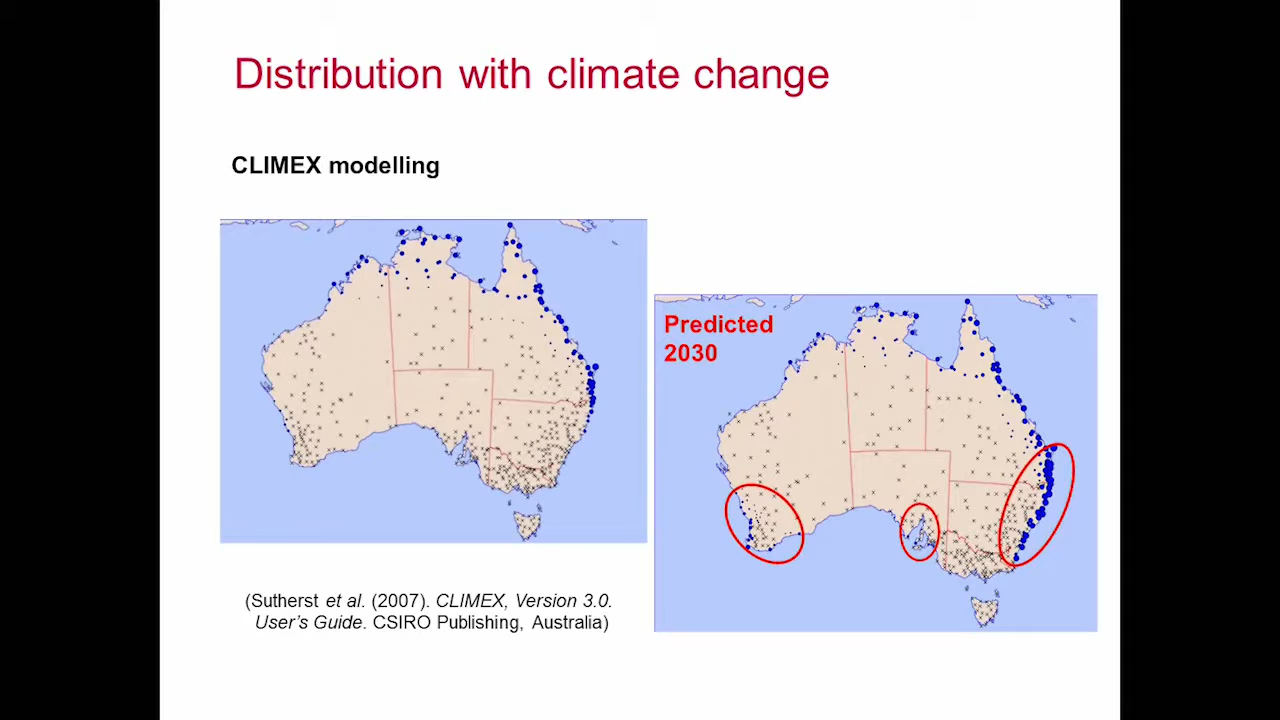 Distribution with climate change
CLIMEX modelling
Predicted
2030
(Sutherst et al. (2007). CLIMEX, Version 3.0.
User’s Guide. CSIRO Publishing, Australia)